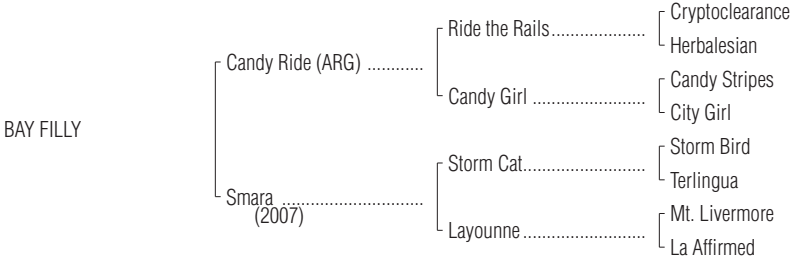 Cryptoclearance
Ride the Rails.....................
Herbalesian
Candy Ride (ARG) ............
Candy Stripes
Candy Girl .........................
City Girl
BAY FILLY
Storm Bird
Storm Cat...........................
Terlingua
Smara ...............................
(2007)
Mt. Livermore
Layounne...........................
La Affirmed